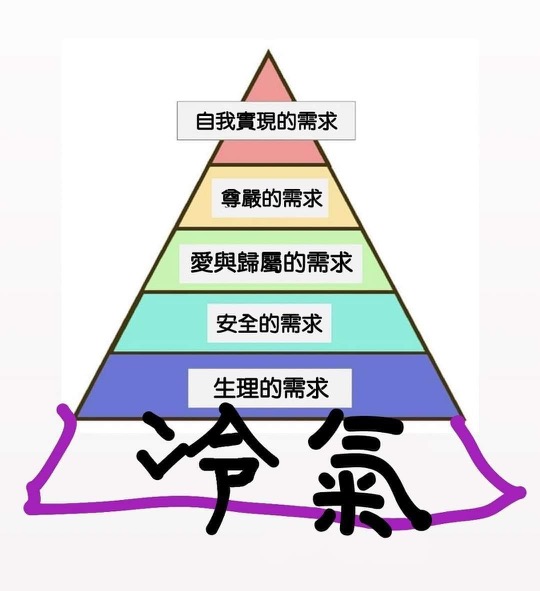 自我實現的需求
尊嚴的需求
愛與歸屬的需求
安全的需求
生理的需求
冷氣